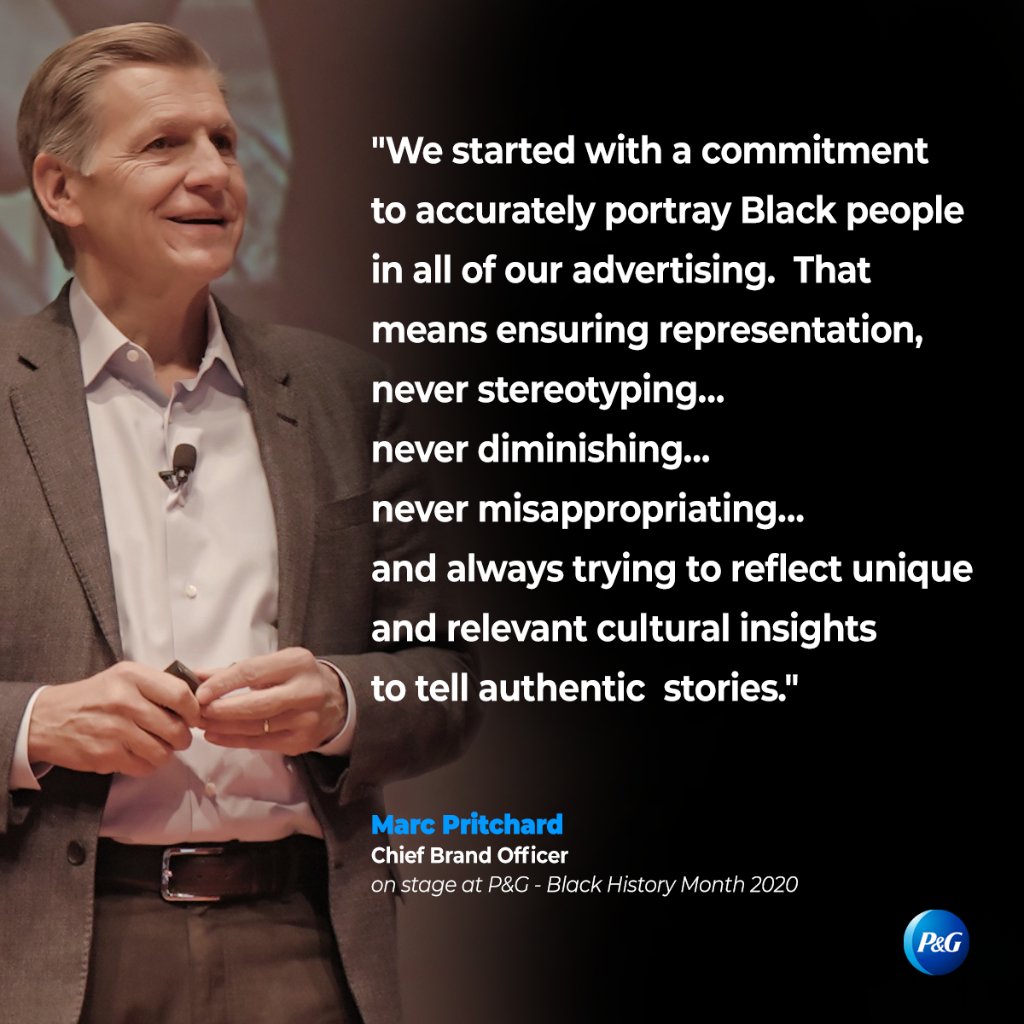 "We started with a commitment
to accurately portray Black people
in all of our advertising.  That
means ensuring representation,
never stereotyping...
never diminishing...
never misappropriating...
and always trying to reflect unique
and relevant cultural insights
to tell authentic  stories."
Marc Pritchard
Chief Brand Officer
on stage at P&G - Black History Month 2020
P&G